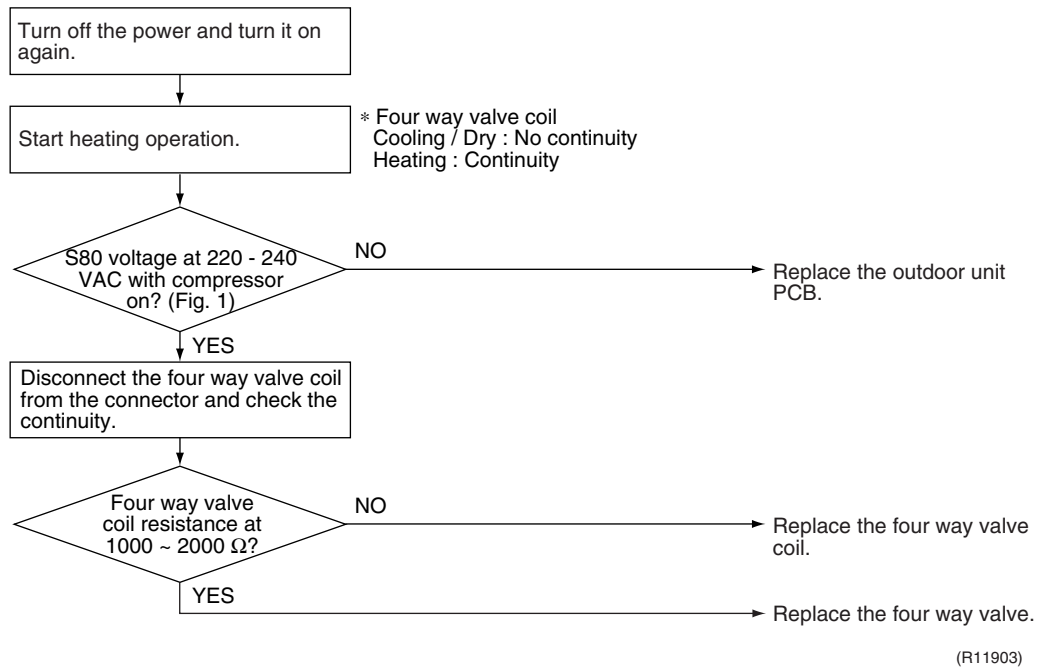 Turn off the power and turn it on
again.
Start heating operation.
* Four way valve coil
Cooling / Dry : No continuity
Heating : Continuity
S80 voltage at 220 - 240
VAC with compressor
on? (Fig. 1)
NO
Replace the outdoor unit
PCB.
YES
Disconnect the four way valve coil
from the connector and check the
continuity.
Four way valve
coil resistance at
1000 ~ 2000 Ω?
NO
Replace the four way valve
coil.
YES
Replace the four way valve.
(R11903)